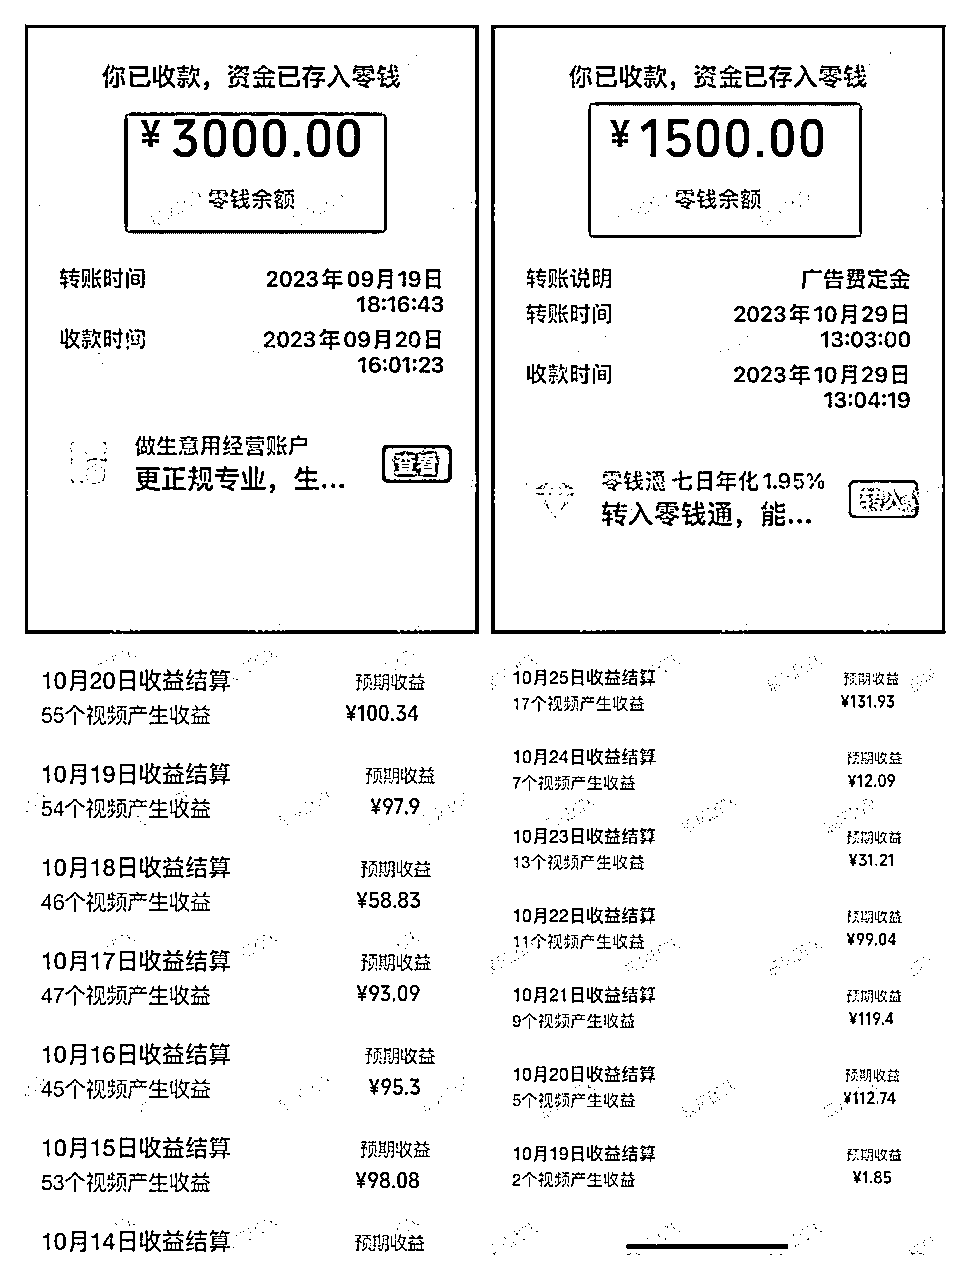 你已收款，资金已存入零钱
¥3000.00
零钱余额
转账时间 2023年09月19日
18:16:43
收款时间 2023年09月20日
16:01:23
做生意用经营账户
更正规专业，生...
查看
你已收款，资金已存入零钱
¥1500.00
零钱余额
转账说明 广告费定金
转账时间 2023年10月29日
13:03:00
收款时间 2023年10月29日
13:04:19
零钱通 七日年化1.95%
转入零钱通，能...
转入
10月20日收益结算 预期收益
55个视频产生收益 ¥100.34
10月19日收益结算 预期收益
54个视频产生收益 ¥97.9
10月18日收益结算 预期收益
46个视频产生收益 ¥58.83
10月17日收益结算 预期收益
47个视频产生收益 ¥93.09
10月16日收益结算 预期收益
45个视频产生收益 ¥95.3
10月15日收益结算 预期收益
53个视频产生收益 ¥98.08
10月14日收益结算 预期收益
10月25日收益结算 预期收益
17个视频产生收益 ¥131.93
10月24日收益结算 预期收益
7个视频产生收益 ¥12.09
10月23日收益结算 预期收益
13个视频产生收益 ¥31.21
10月22日收益结算 预期收益
11个视频产生收益 ¥99.04
10月21日收益结算 预期收益
9个视频产生收益 ¥119.4
10月20日收益结算 预期收益
5个视频产生收益 ¥112.74
10月19日收益结算 预期收益
2个视频产生收益 ¥1.85